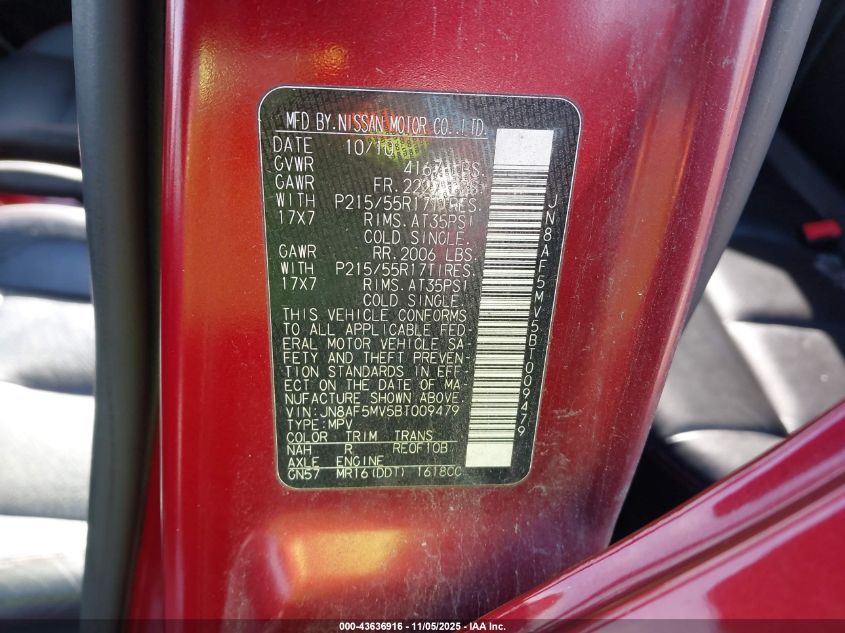 MFD BY. NISSAN MOTOR CO.,LTD.
DATE 10/10
GVWR LBS.
GAWR FR.
WITH P215/55R17TIRES.
17X7 RIMS. AT35PSI
COLD SINGLE.
GAWR RR. 2006 LBS.
WITH P215/55R17TIRES.
17X7 RIMS. AT35PSI
COLD SINGLE.
THIS VEHICLE CONFORMS
TO ALL APPLICABLE FED-
ERAL MOTOR VEHICLE SA-
FETY AND THEFT PREVEN-
TION STANDARDS IN EFF-
ECT ON THE DATE OF MA-
NUFACTURE SHOWN ABOVE.
VIN: JN8AF5MV5BT009479
TYPE: MPV
COLOR TRIM TRANS
NAH R RE0F10B
AXLE ENGINE
GN57 MR16(DDT) 1618CC
JN8AF5MV5BT009479
000-43636916 - 11/05/2025 - IAA Inc.